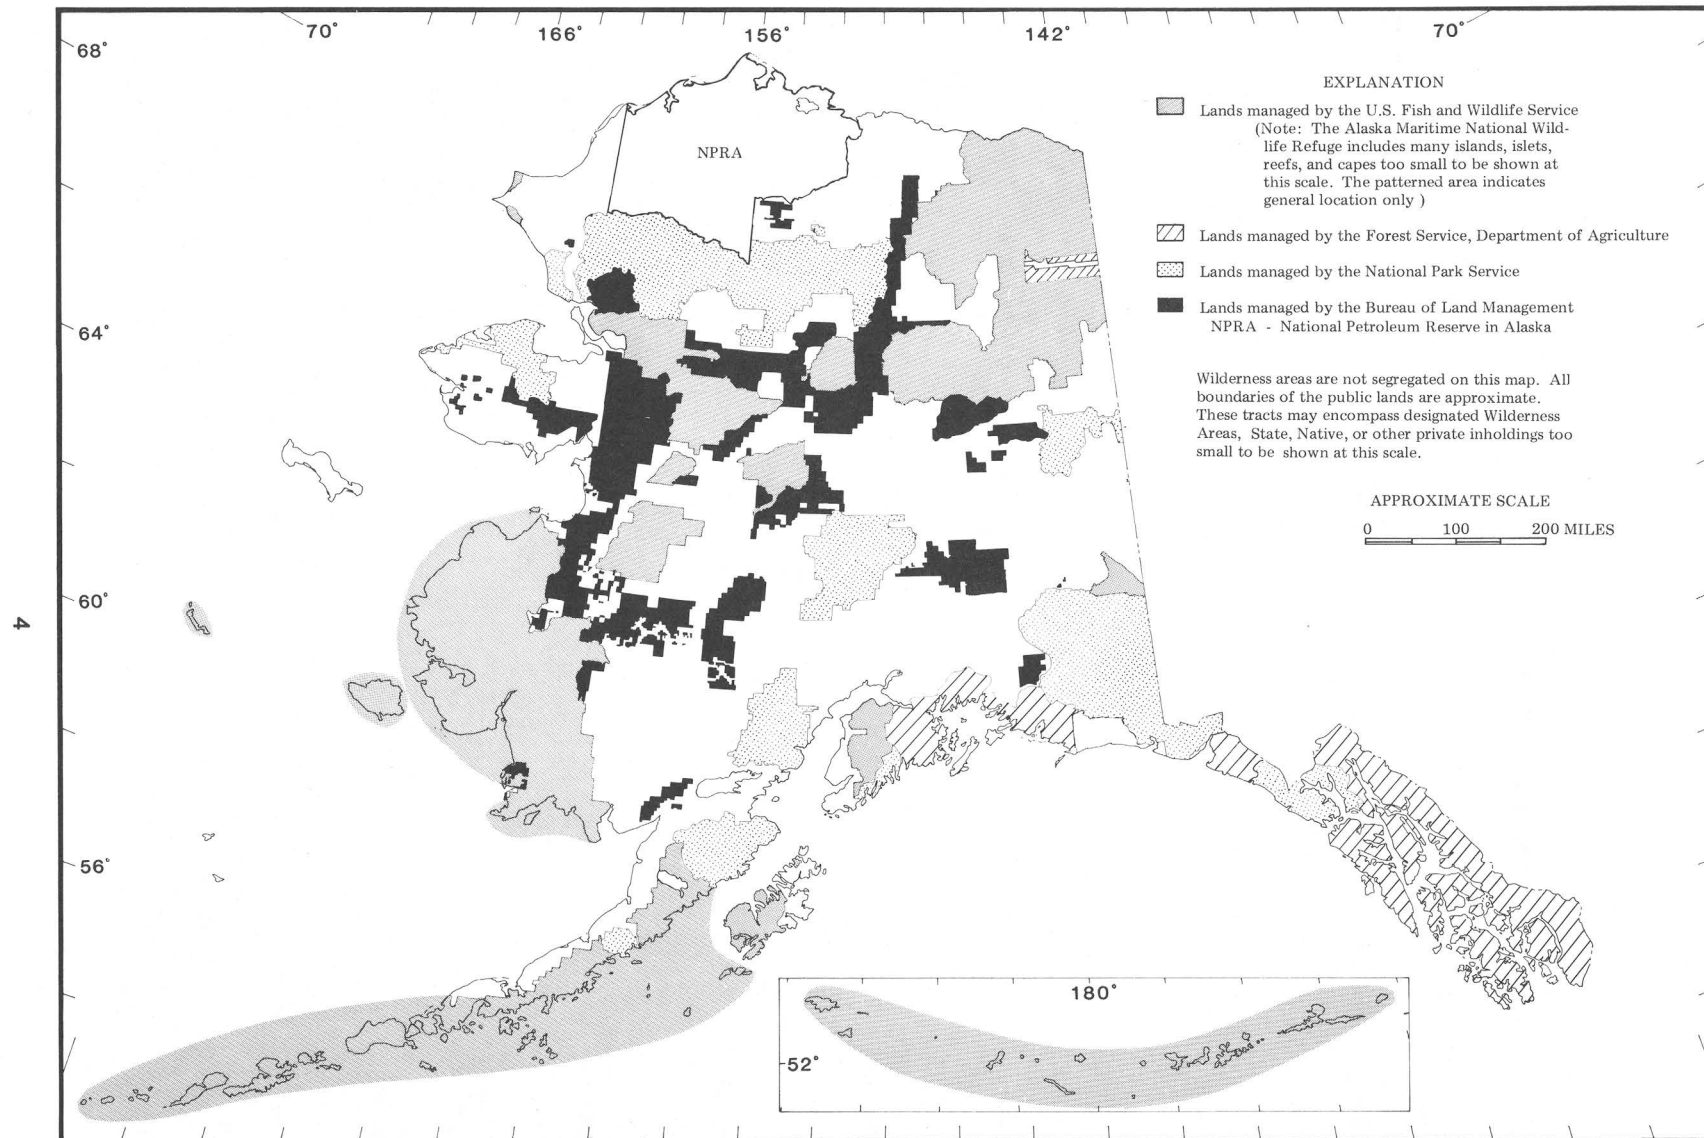 70°
166°
156°
142°
70°
68°
64°
60°
56°
4
NPRA
EXPLANATION
Lands managed by the U.S. Fish and Wildlife Service
(Note: The Alaska Maritime National Wild-
life Refuge includes many islands, islets,
reefs, and capes too small to be shown at
this scale. The patterned area indicates
general location only )
Lands managed by the Forest Service, Department of Agriculture
Lands managed by the National Park Service
Lands managed by the Bureau of Land Management
NPRA - National Petroleum Reserve in Alaska
Wilderness areas are not segregated on this map. All
boundaries of the public lands are approximate.
These tracts may encompass designated Wilderness
Areas, State, Native, or other private inholdings too
small to be shown at this scale.
APPROXIMATE SCALE
0 100 200 MILES
180°
52°